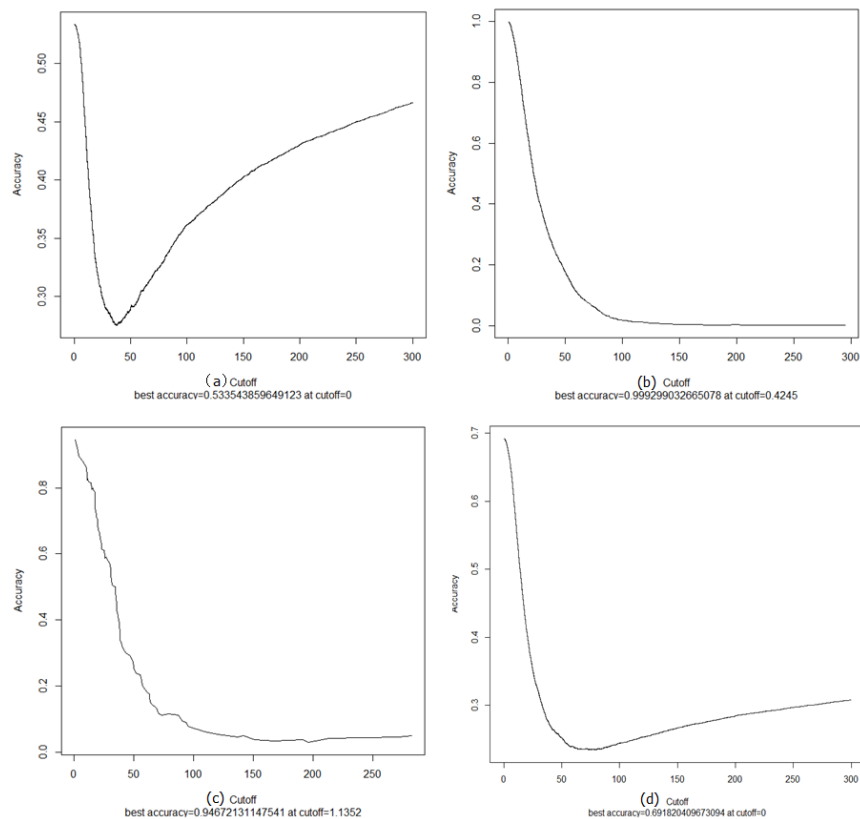 0.50
0.45
0.40
0.35
0.30
Accuracy
0 50 100 150 200 250 300
(a) Cutoff
best accuracy=0.533543859649123 at cutoff=0
1.0
0.8
0.6
0.4
0.2
0.0
Accuracy
0 50 100 150 200 250 300
(b) Cutoff
best accuracy=0.999299032665078 at cutoff=0.4245
0.8
0.6
0.4
0.2
0.0
Accuracy
0 50 100 150 200 250
(c) Cutoff
best accuracy=0.94672131147541 at cutoff=1.1352
0.7
0.6
0.5
0.4
0.3
Accuracy
0 50 100 150 200 250 300
(d) Cutoff
best accuracy=0.691820409673094 at cutoff=0